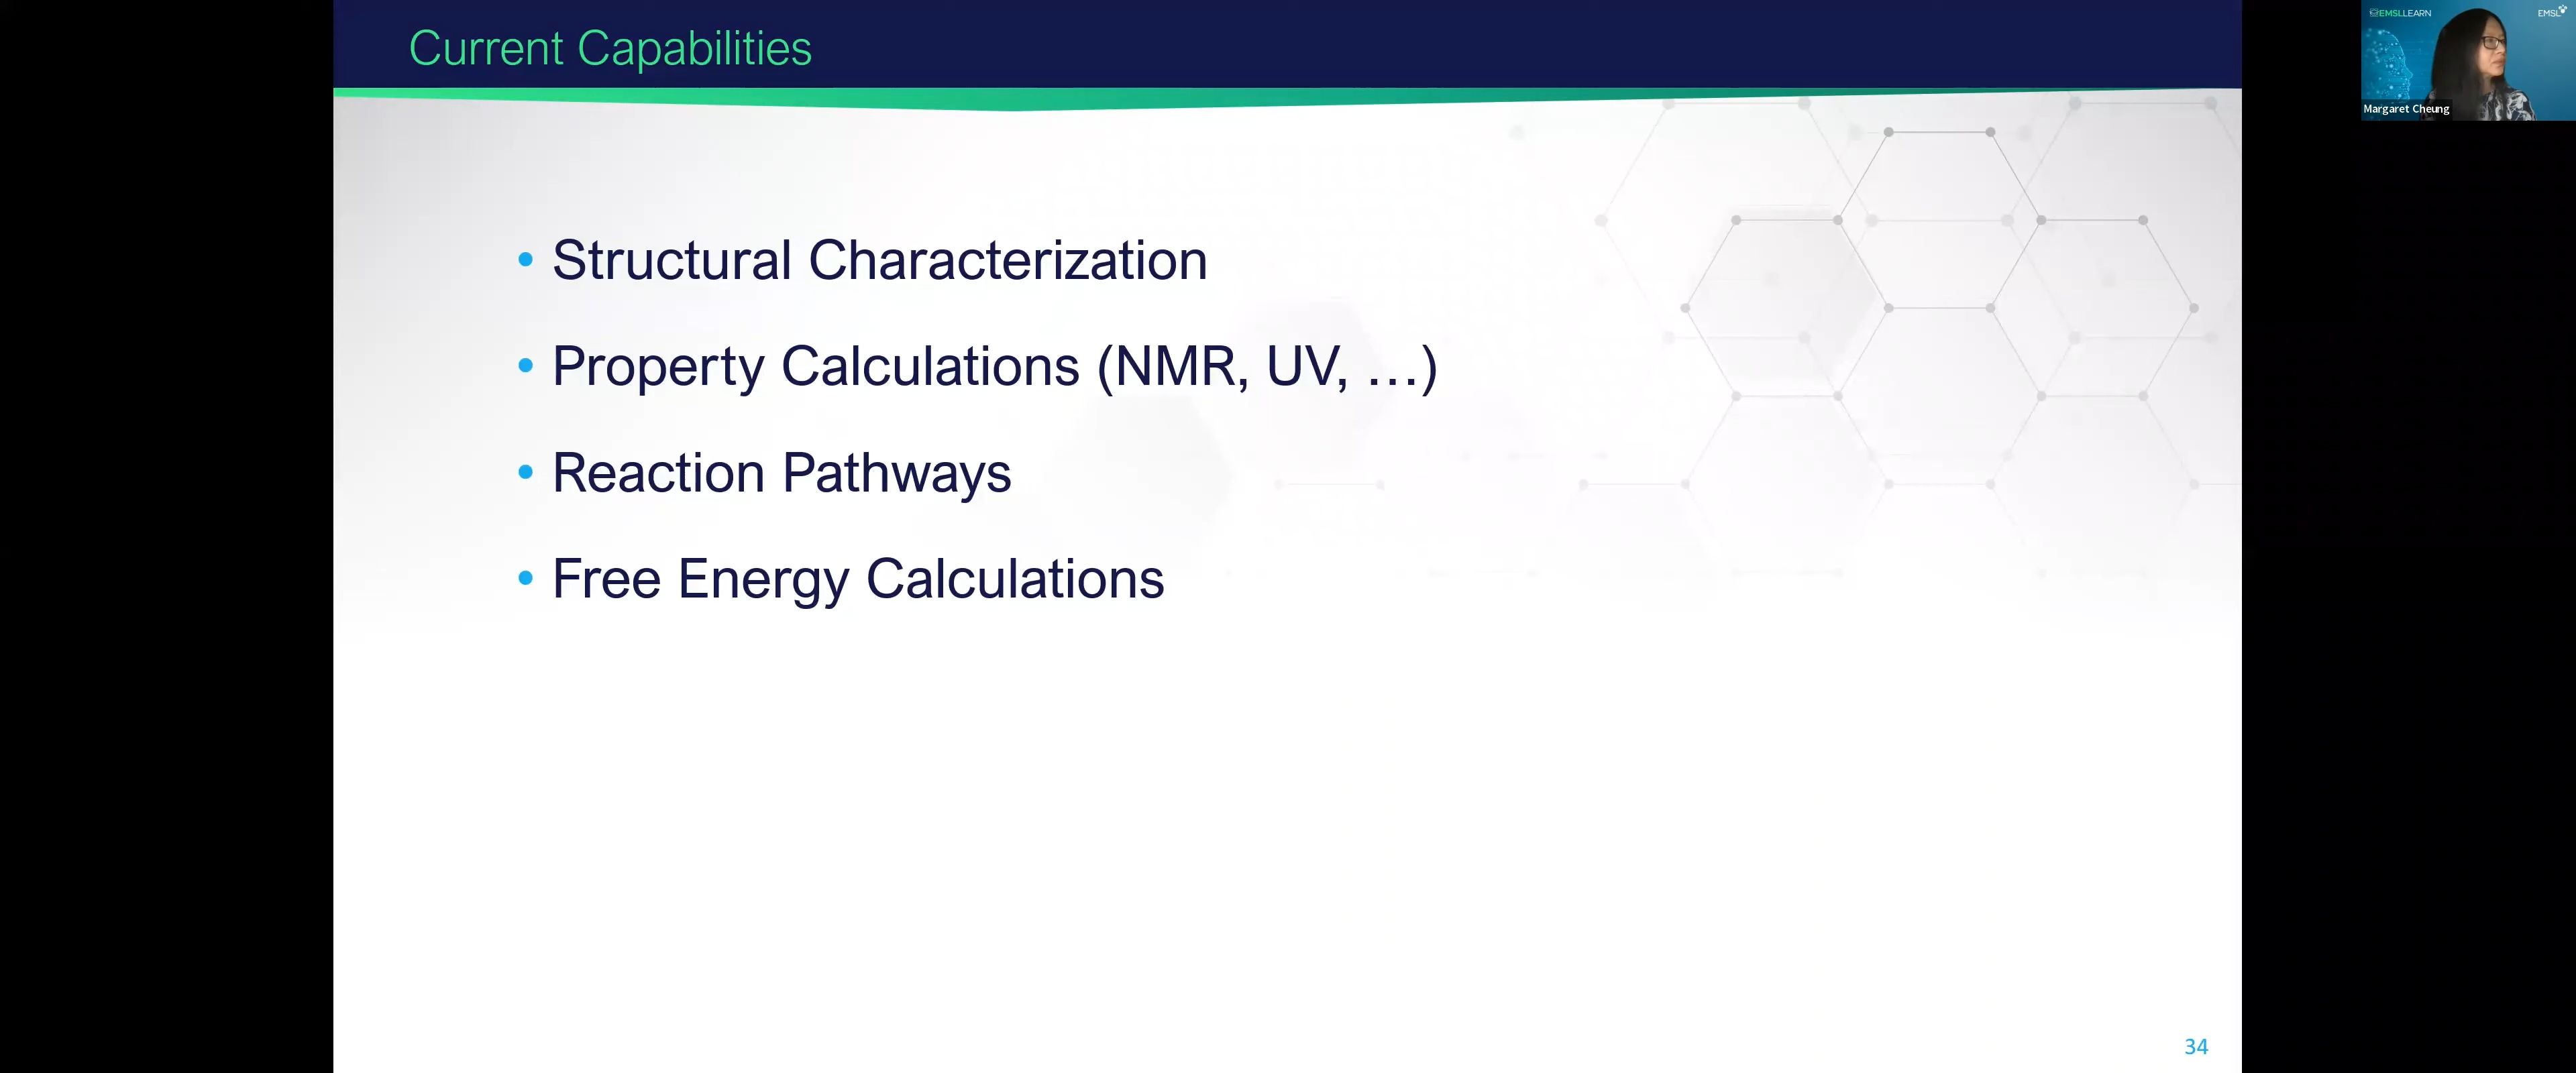 Current Capabilities
EMSLLEARN
EMSL
Margaret Cheung
• Structural Characterization
• Property Calculations (NMR, UV, …)
• Reaction Pathways
• Free Energy Calculations
34